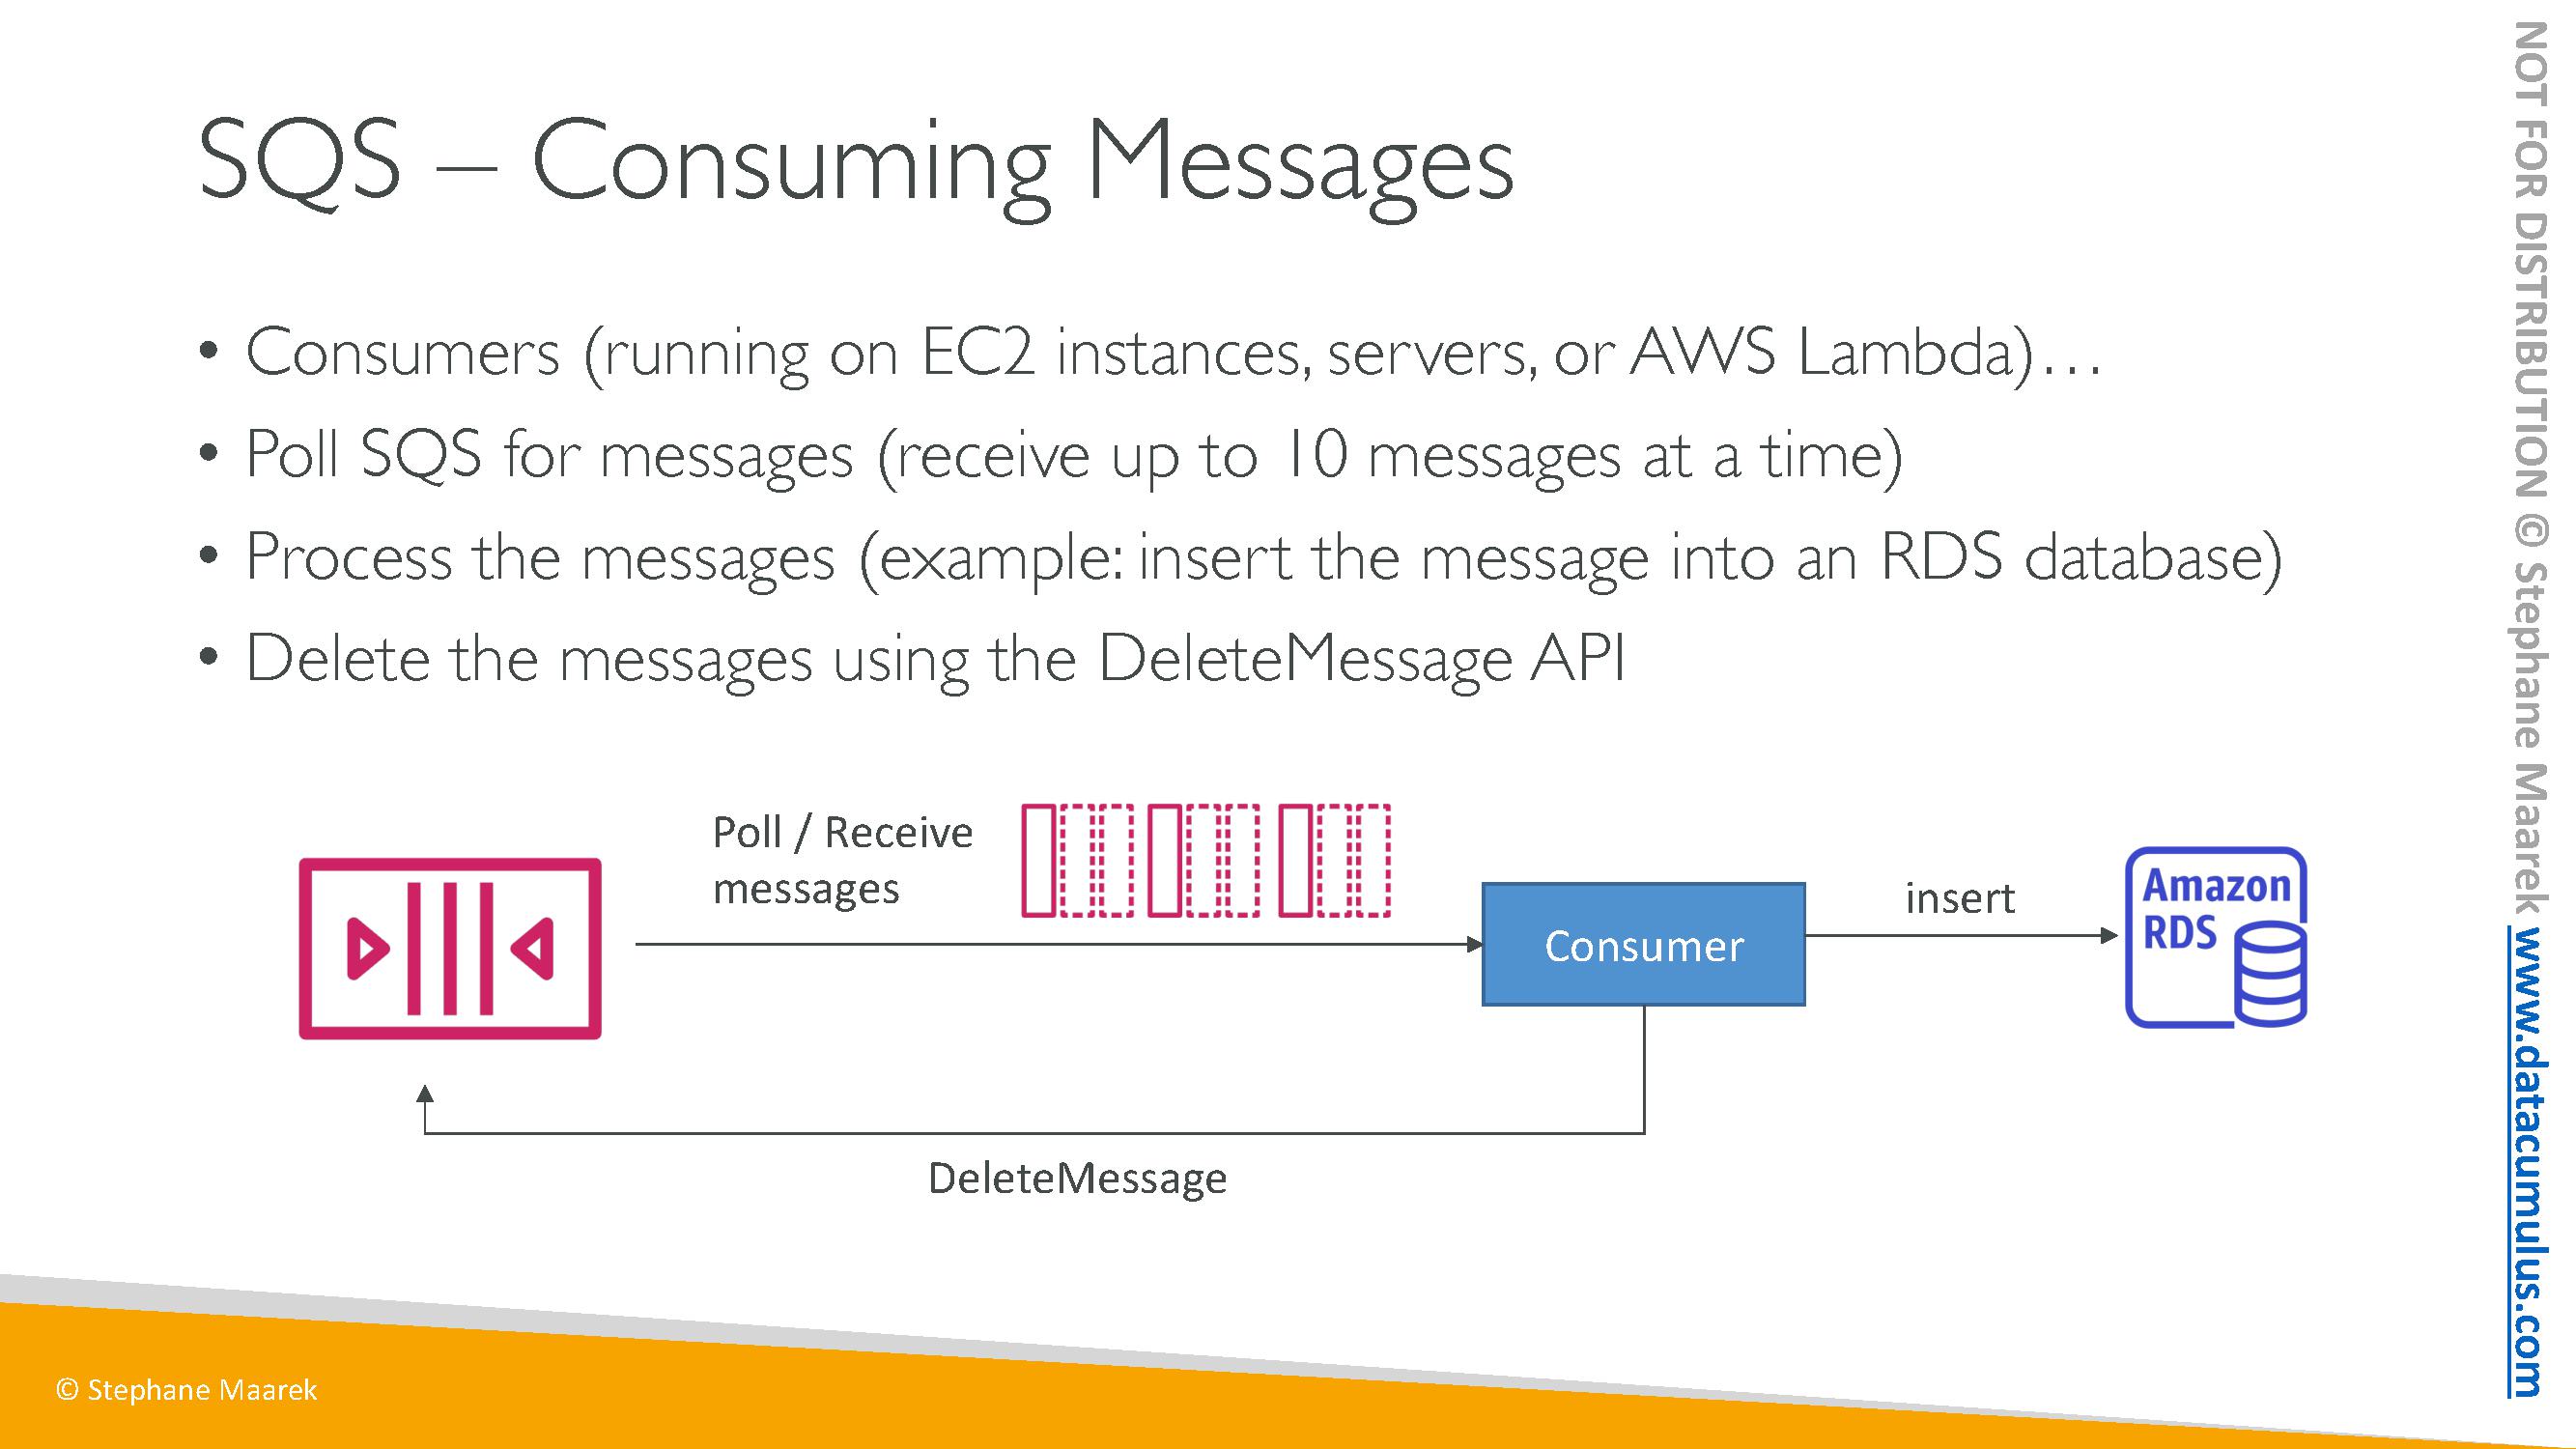 SQS – Consuming Messages
• Consumers (running on EC2 instances, servers, or AWS Lambda)…
• Poll SQS for messages (receive up to 10 messages at a time)
• Process the messages (example: insert the message into an RDS database)
• Delete the messages using the DeleteMessage API
Poll / Receive
messages
Consumer
insert
Amazon
RDS
DeleteMessage
© Stephane Maarek
NOT FOR DISTRIBUTION © Stephane Maarek www.datacumulus.com